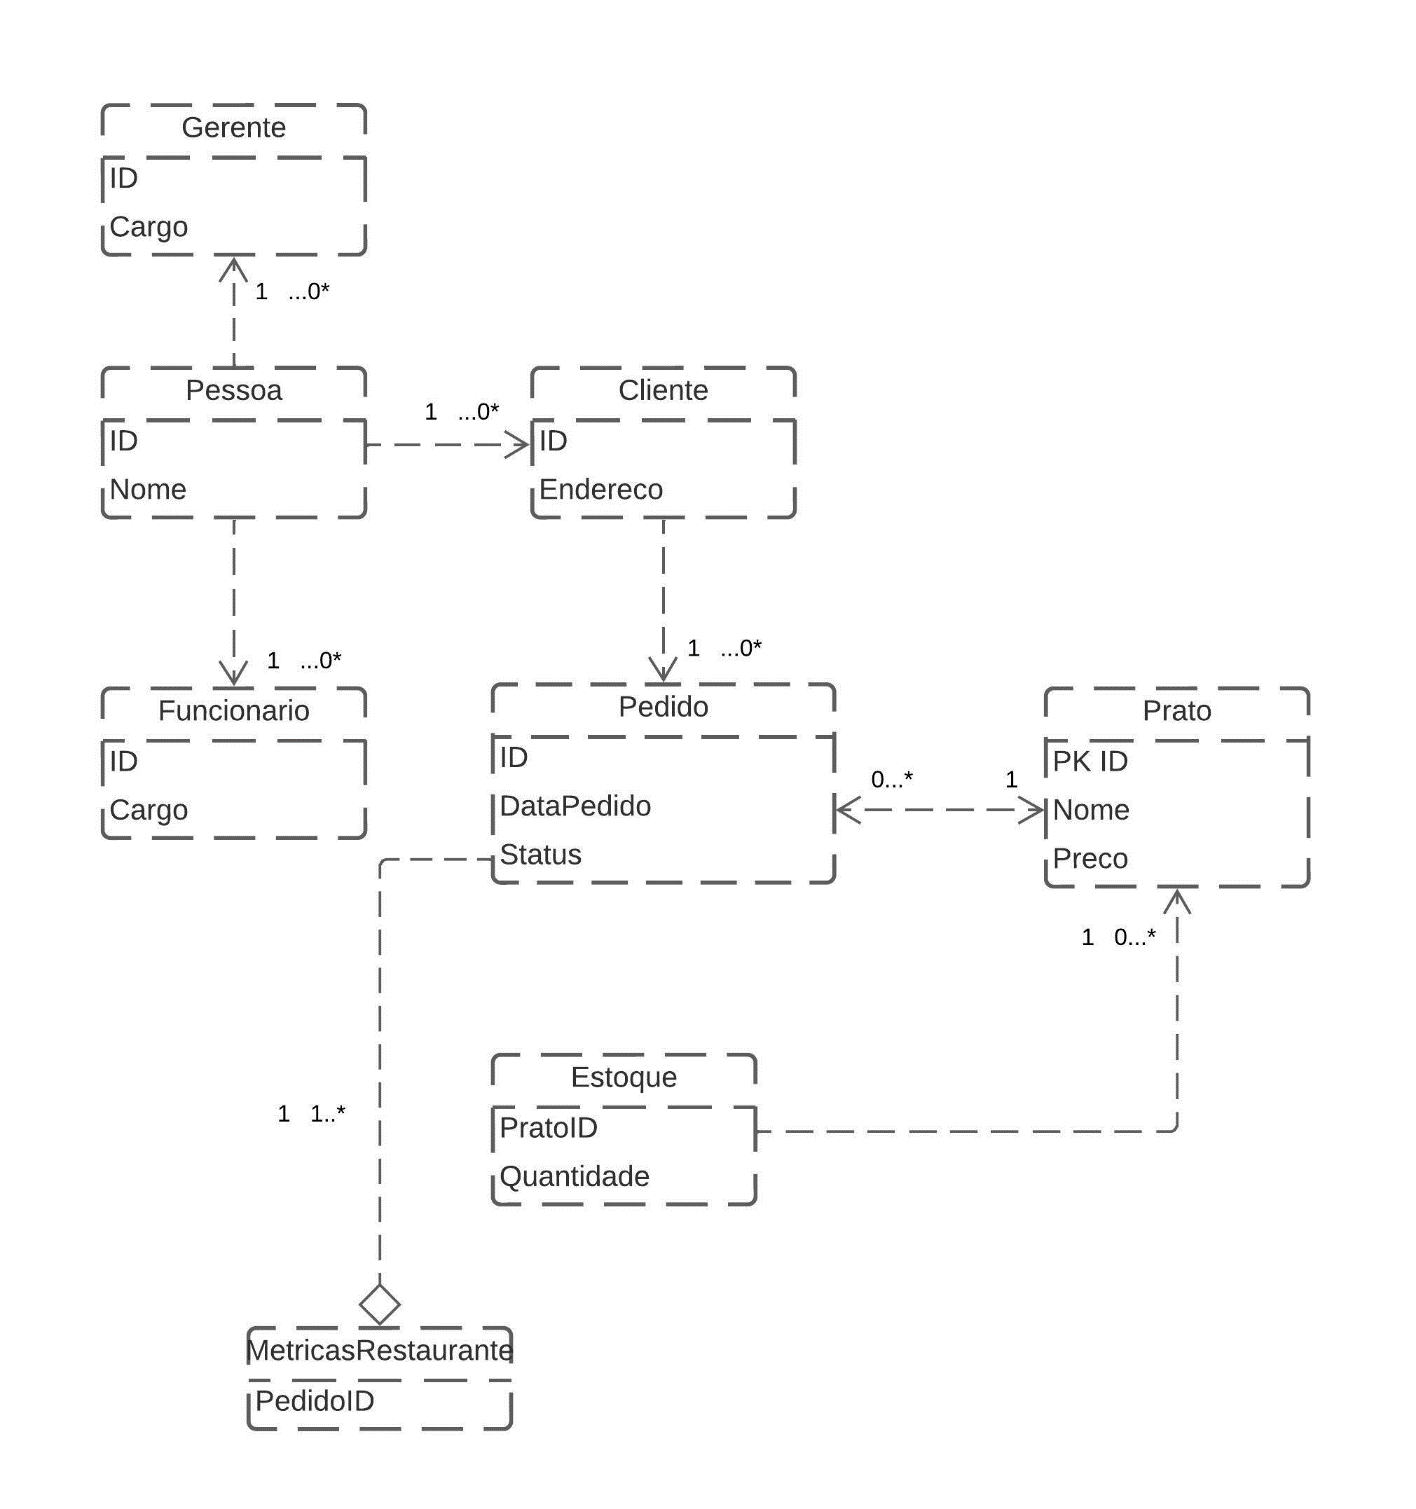 Gerente
ID
Cargo
1 ...0*
Pessoa
ID
Nome
1 ...0*
Cliente
ID
Endereco
1 ...0*
Funcionario
ID
Cargo
1 ...0*
Pedido
ID
DataPedido
Status
0...* 1
Prato
PK ID
Nome
Preco
1 0...*
Estoque
PratoID
Quantidade
1 1..*
MetricasRestaurante
PedidoID